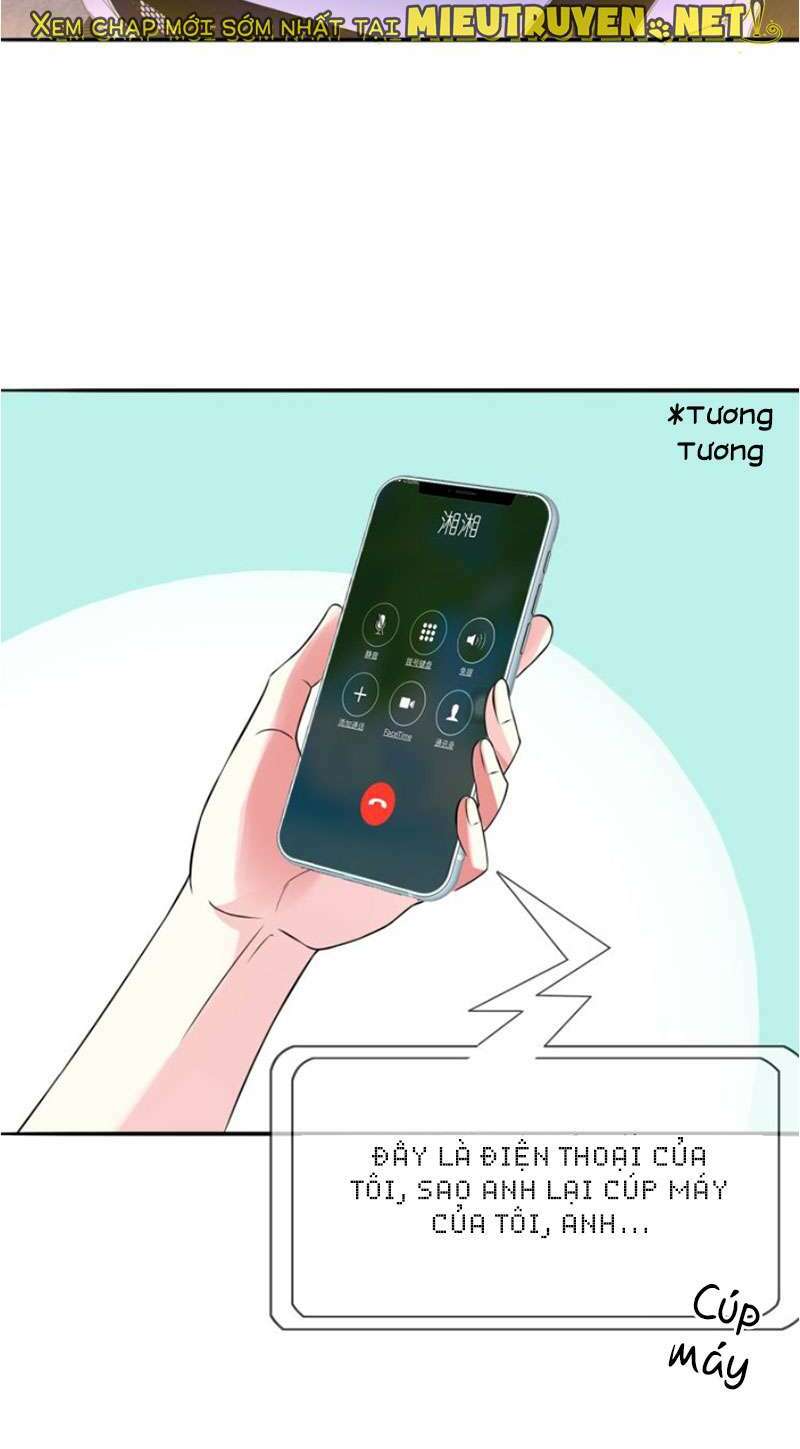 XEM CHAP MỚI SỚM NHẤT TẠI MIEUTRUYEN.NET
*Tương
Tương
湘湘
静音
拨号键盘
免提
添加通话
FaceTime
通讯录
ĐÂY LÀ ĐIỆN THOẠI CỦA
TÔI, SAO ANH LẠI CÚP MÁY
CỦA TÔI, ANH...
Cúp
máy